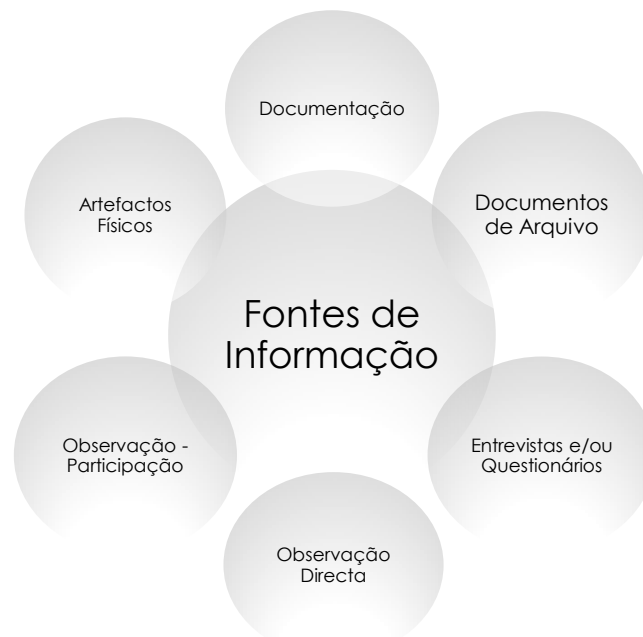 Documentação
Documentos
de Arquivo
Entrevistas e/ou
Questionários
Observação
Directa
Observação -
Participação
Artefactos
Físicos
Fontes de
Informação